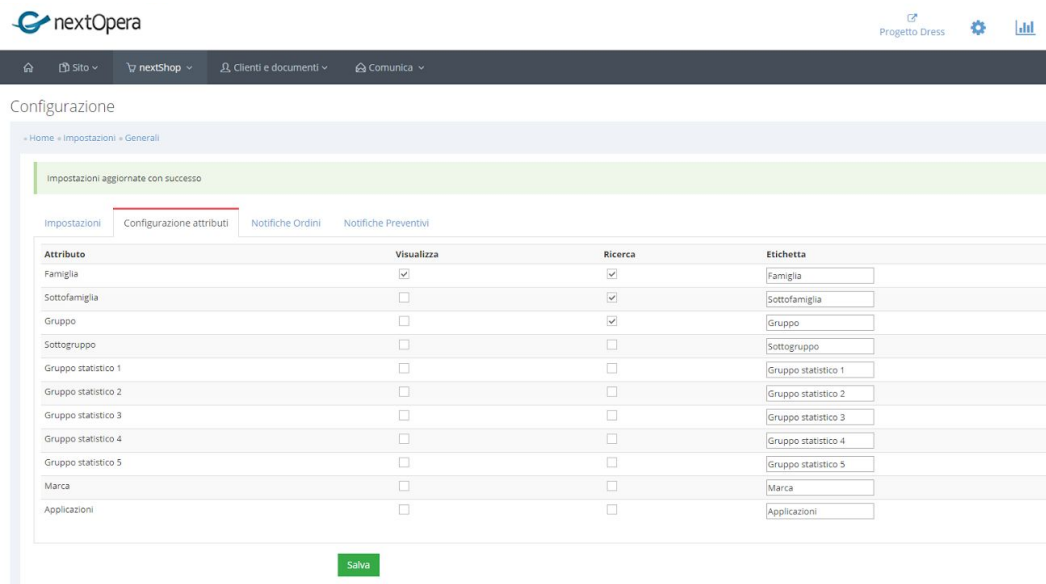 nextOpera
Progetto Dress
Sito nextShop Clienti e documenti Comunica
Configurazione
» Home » Impostazioni » Generali
Impostazioni aggiornate con successo
Impostazioni Configurazione attributi Notifiche Ordini Notifiche Preventivi
Attributo Visualizza Ricerca Etichetta
Famiglia Famiglia
Sottofamiglia Sottofamiglia
Gruppo Gruppo
Sottogruppo Sottogruppo
Gruppo statistico 1 Gruppo statistico 1
Gruppo statistico 2 Gruppo statistico 2
Gruppo statistico 3 Gruppo statistico 3
Gruppo statistico 4 Gruppo statistico 4
Gruppo statistico 5 Gruppo statistico 5
Marca Marca
Applicazioni Applicazioni
Salva